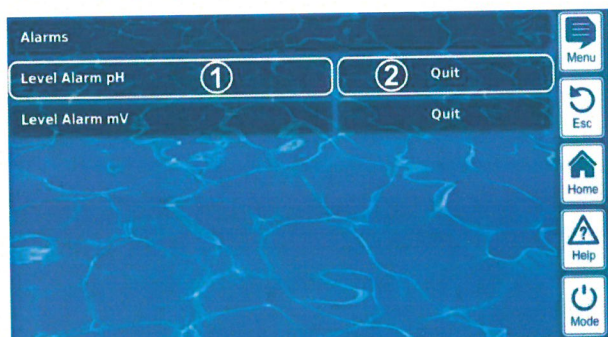 Alarms
Level Alarm pH ① ② Quit
Level Alarm mV Quit
Menu
Esc
Home
Help
Mode